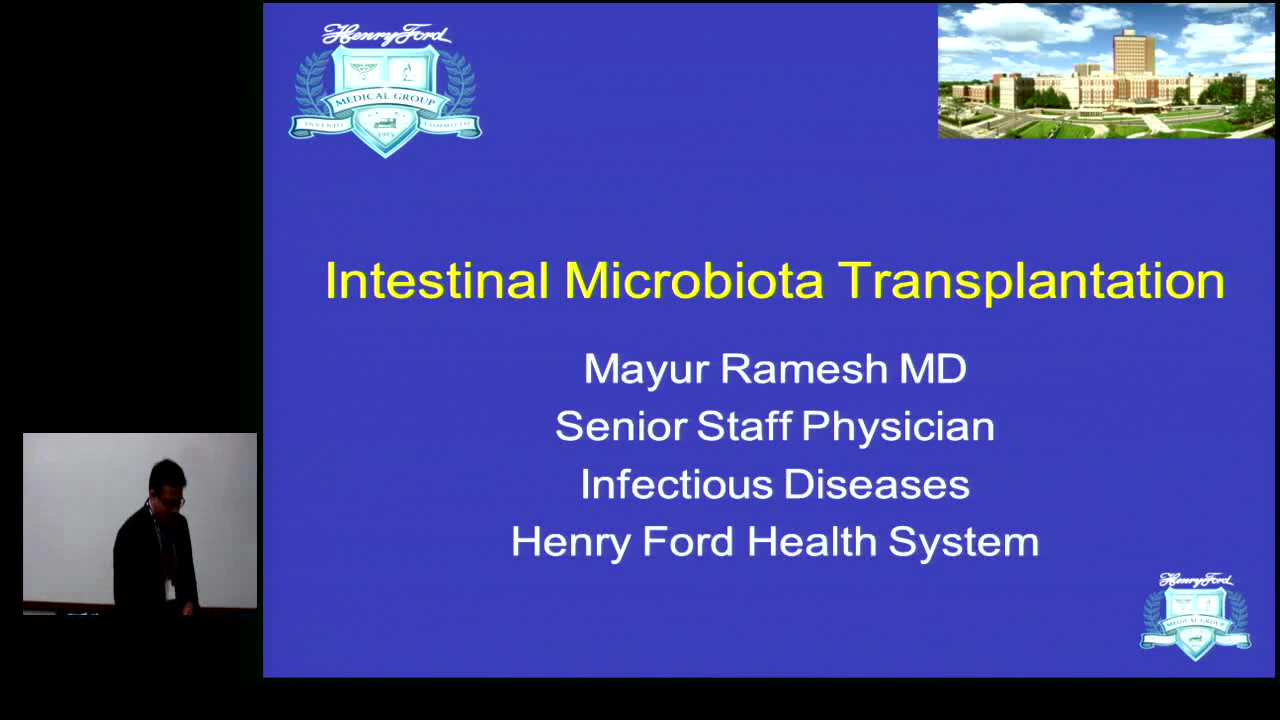 Henry Ford
MEDICAL GROUP
1915
Intestinal Microbiota Transplantation
Mayur Ramesh MD
Senior Staff Physician
Infectious Diseases
Henry Ford Health System
Henry Ford
MEDICAL GROUP